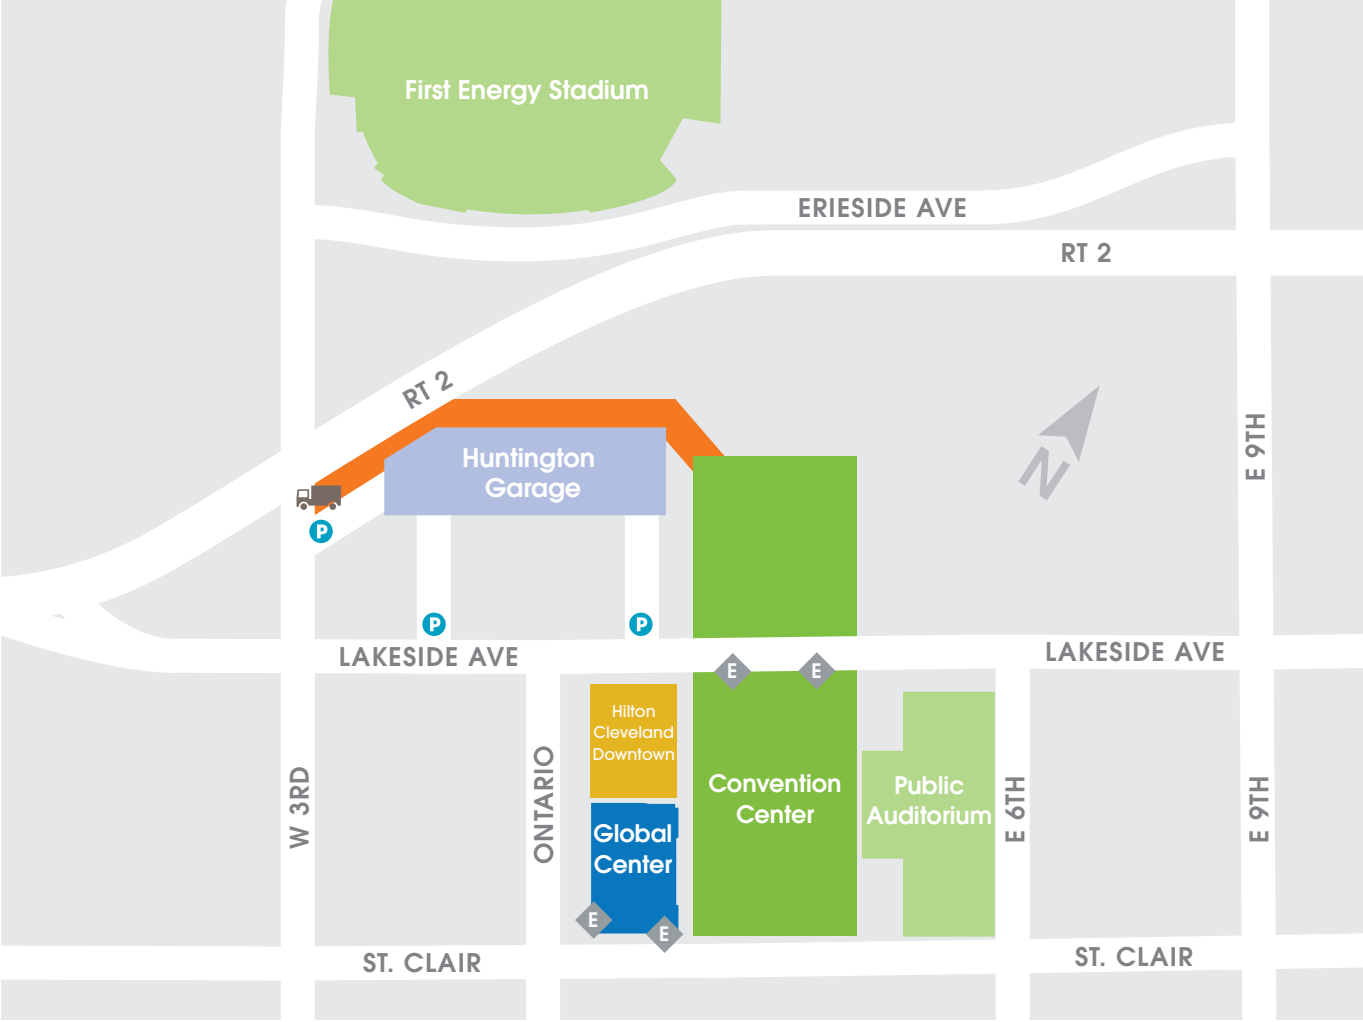 First Energy Stadium
ERIESIDE AVE
RT 2
RT 2
E 9TH
N
Huntington
Garage
P
P
P
LAKESIDE AVE
LAKESIDE AVE
E
E
Hilton
Cleveland
Downtown
Convention
Center
Public
Auditorium
W 3RD
ONTARIO
E 6TH
E 9TH
Global
Center
E
E
ST. CLAIR
ST. CLAIR